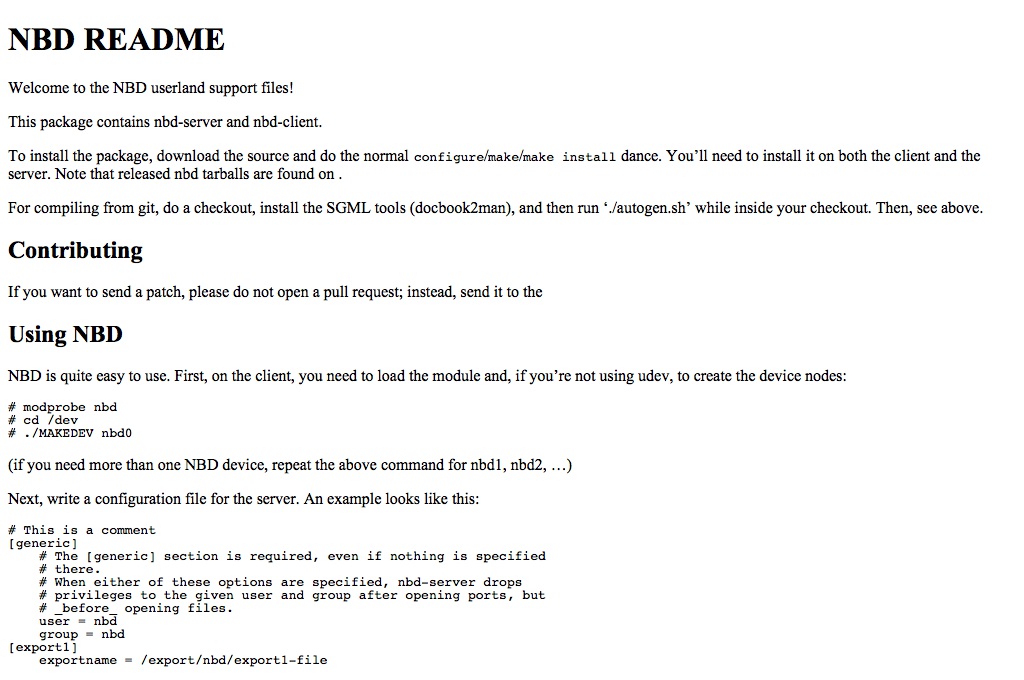 NBD README
Welcome to the NBD userland support files!
This package contains nbd-server and nbd-client.
To install the package, download the source and do the normal configure/make/make install dance. You’ll need to install it on both the client and the
server. Note that released nbd tarballs are found on .
For compiling from git, do a checkout, install the SGML tools (docbook2man), and then run ‘./autogen.sh’ while inside your checkout. Then, see above.
Contributing
If you want to send a patch, please do not open a pull request; instead, send it to the
Using NBD
NBD is quite easy to use. First, on the client, you need to load the module and, if you’re not using udev, to create the device nodes:
# modprobe nbd
# cd /dev
# ./MAKEDEV nbd0
(if you need more than one NBD device, repeat the above command for nbd1, nbd2, …)
Next, write a configuration file for the server. An example looks like this:
# This is a comment
[generic]
    # The [generic] section is required, even if nothing is specified
    # there.
    # When either of these options are specified, nbd-server drops
    # privileges to the given user and group after opening ports, but
    # _before_ opening files.
    user = nbd
    group = nbd
[export1]
    exportname = /export/nbd/export1-file